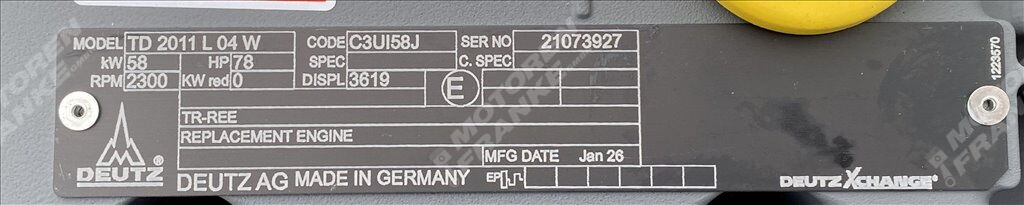 MODEL TD 2011 L 04 W CODE C3UI58J SER NO 21073927
kW 58 HP 78 SPEC C. SPEC
RPM 2300 KW red 0 DISPL 3619
E
TR-REE
REPLACEMENT ENGINE
MFG DATE Jan 26
DEUTZ ® DEUTZ AG MADE IN GERMANY EP DEUTZ XCHANGE®
1223570
MOTOREN
FRANKE